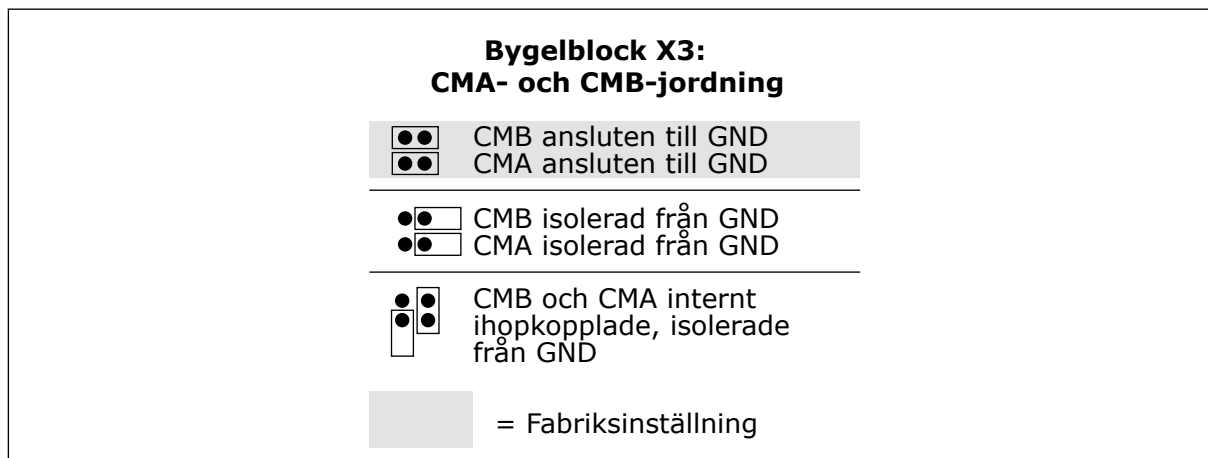 Bygelblock X3:
CMA- och CMB-jordning
CMB ansluten till GND
CMA ansluten till GND
CMB isolerad från GND
CMA isolerad från GND
CMB och CMA internt
ihopkopplade, isolerade
från GND
= Fabriksinställning